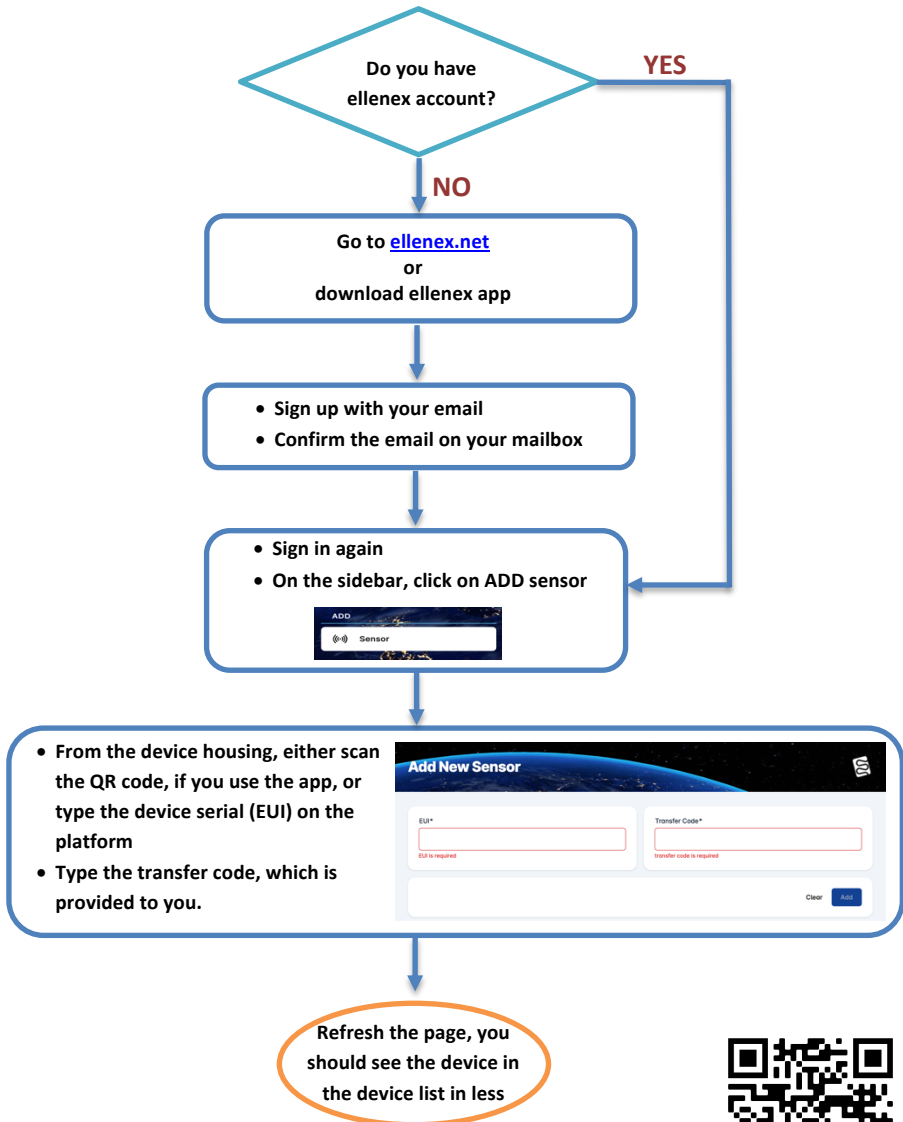 Do you have
ellenex account?
YES
NO
Go to ellenex.net
or
download ellenex app
• Sign up with your email
• Confirm the email on your mailbox
• Sign in again
• On the sidebar, click on ADD sensor
ADD
Sensor
• From the device housing, either scan
the QR code, if you use the app, or
type the device serial (EUI) on the
platform
• Type the transfer code, which is
provided to you.
Add New Sensor
EUI*
EUI is required
Transfer Code*
transfer code is required
Clear
Add
Refresh the page, you
should see the device in
the device list in less